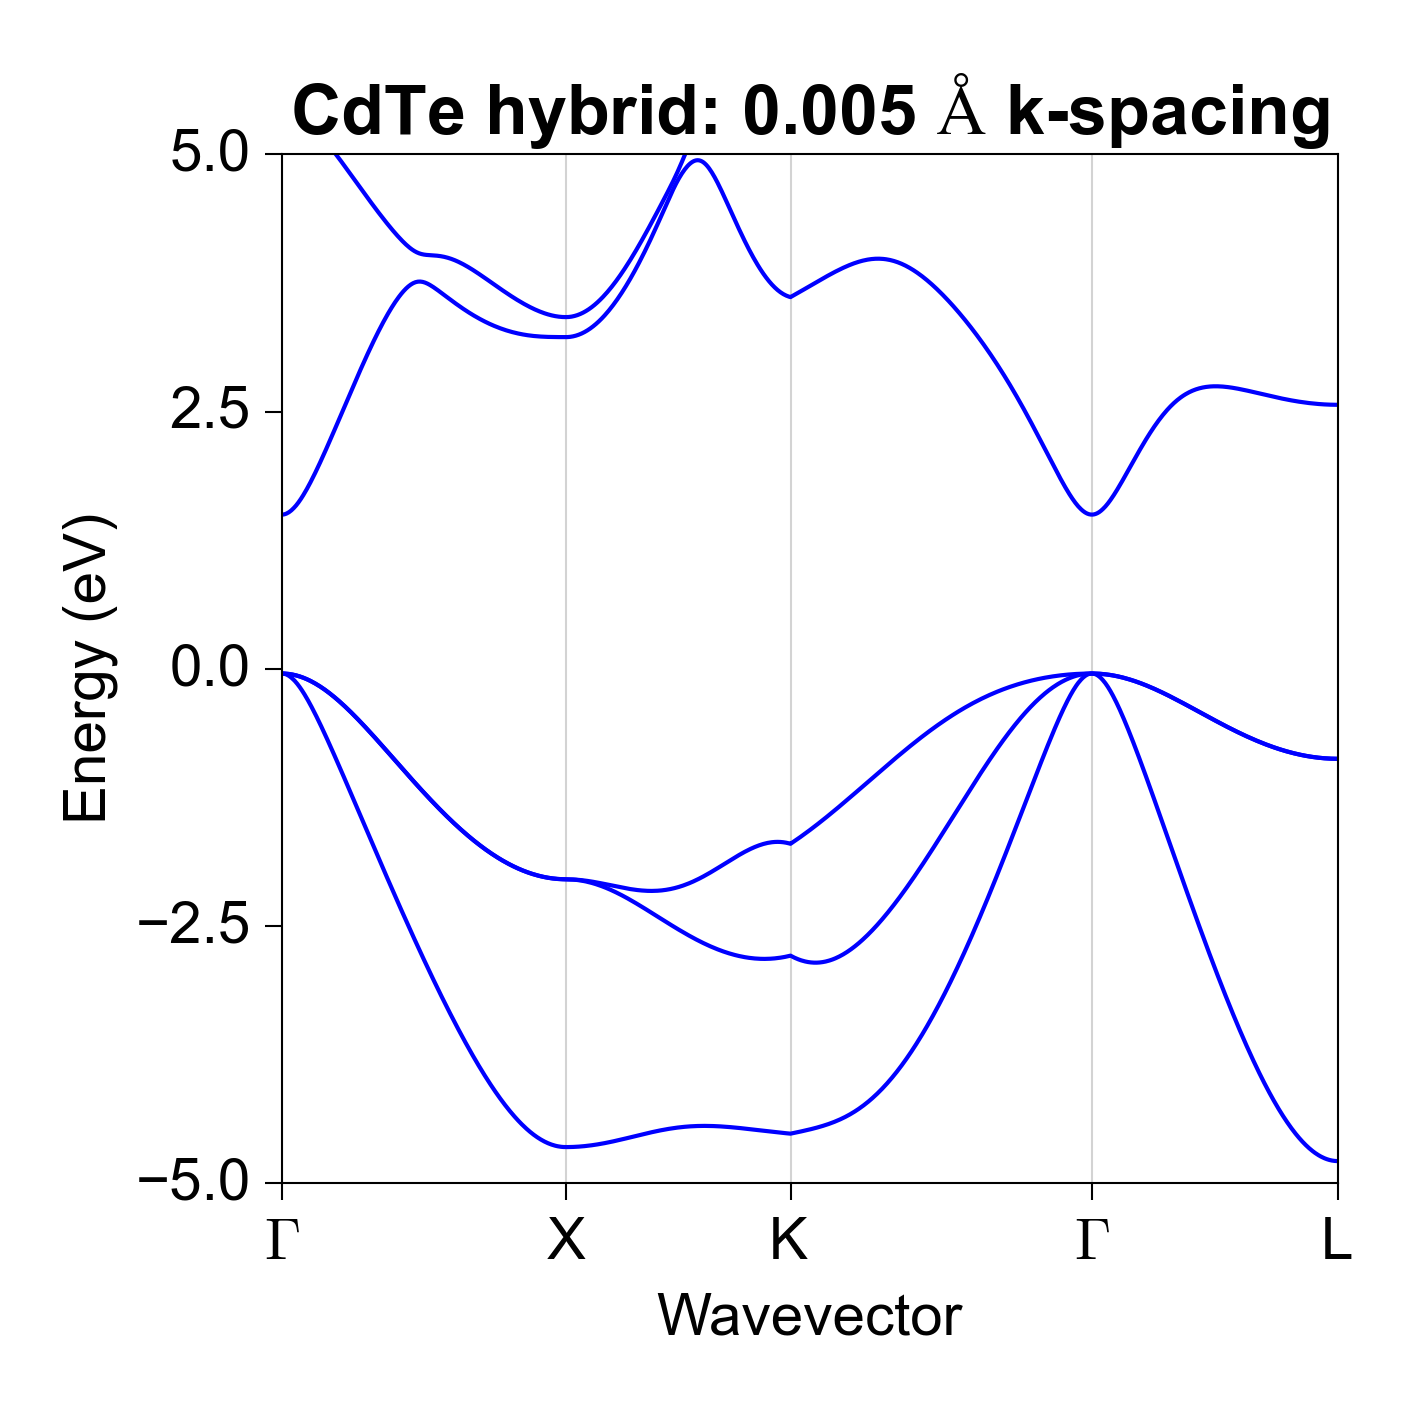 CdTe hybrid: 0.005 Å k-spacing
5.0
2.5
0.0
−2.5
−5.0
Energy (eV)
Γ X K Γ L
Wavevector